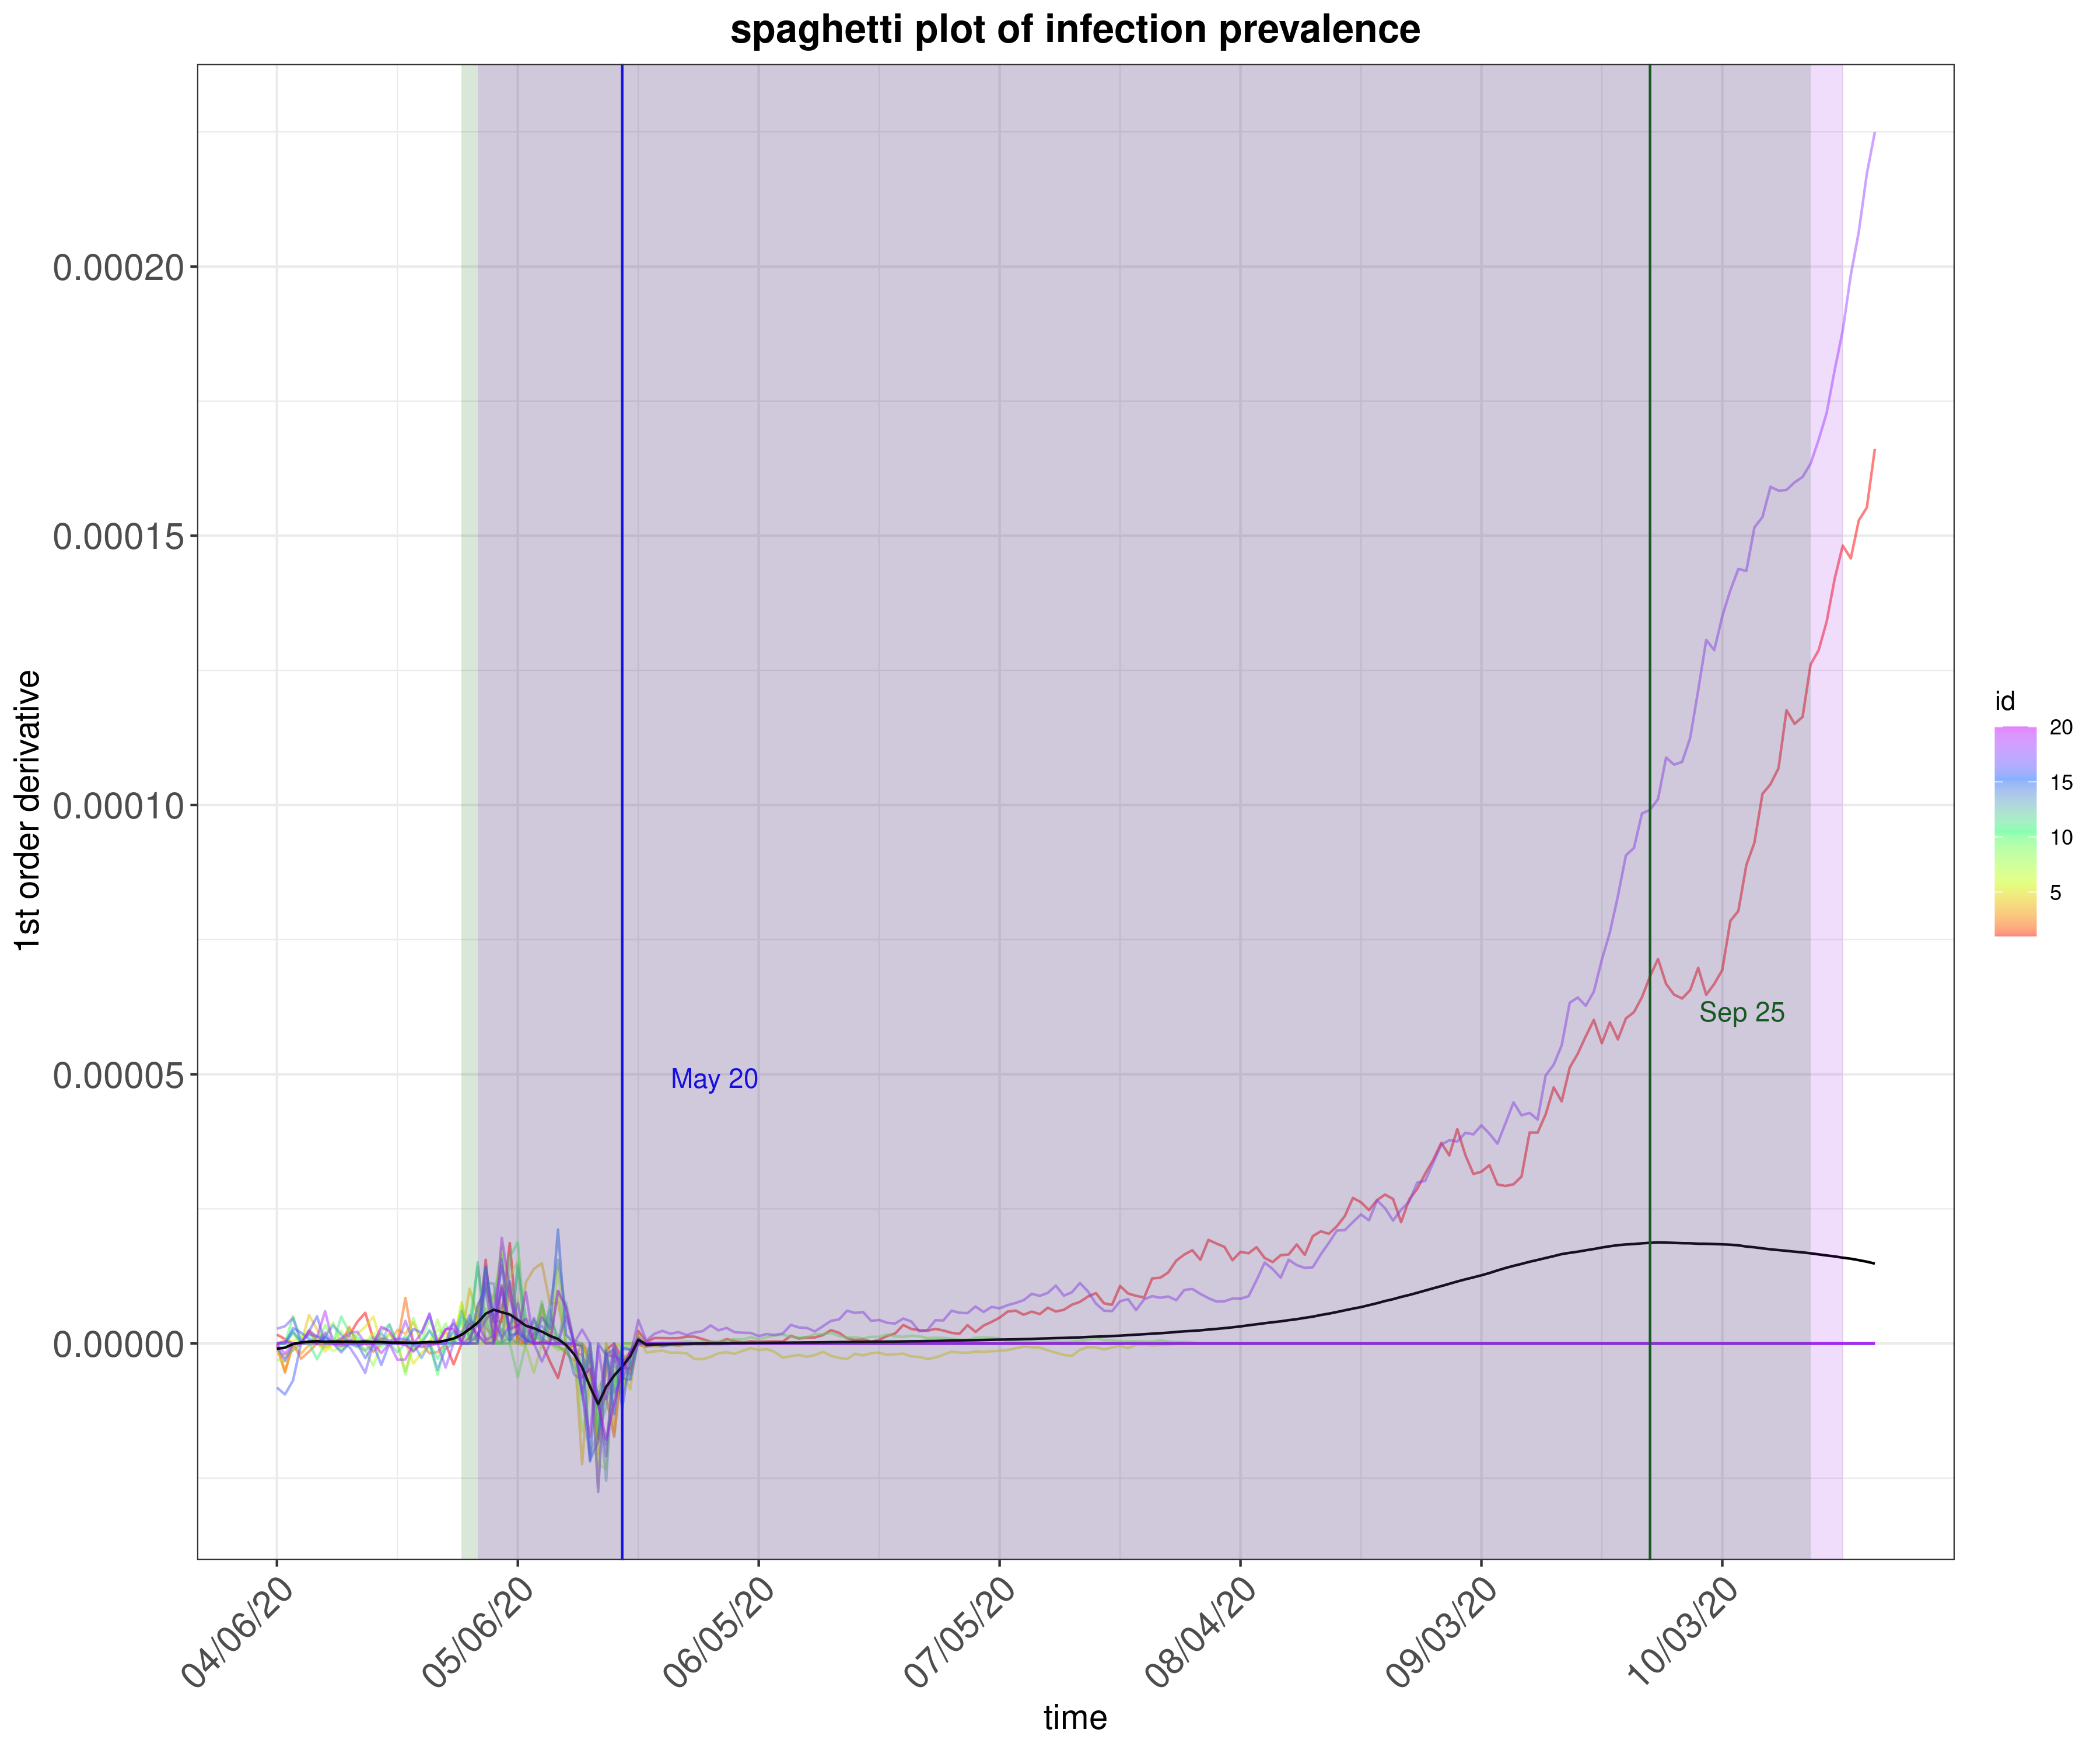 spaghetti plot of infection prevalence
0.00020
0.00015
0.00010
0.00005
0.00000
1st order derivative
May 20
Sep 25
id
20
15
10
5
04/06/20
05/06/20
06/05/20
07/05/20
08/04/20
09/03/20
10/03/20
time